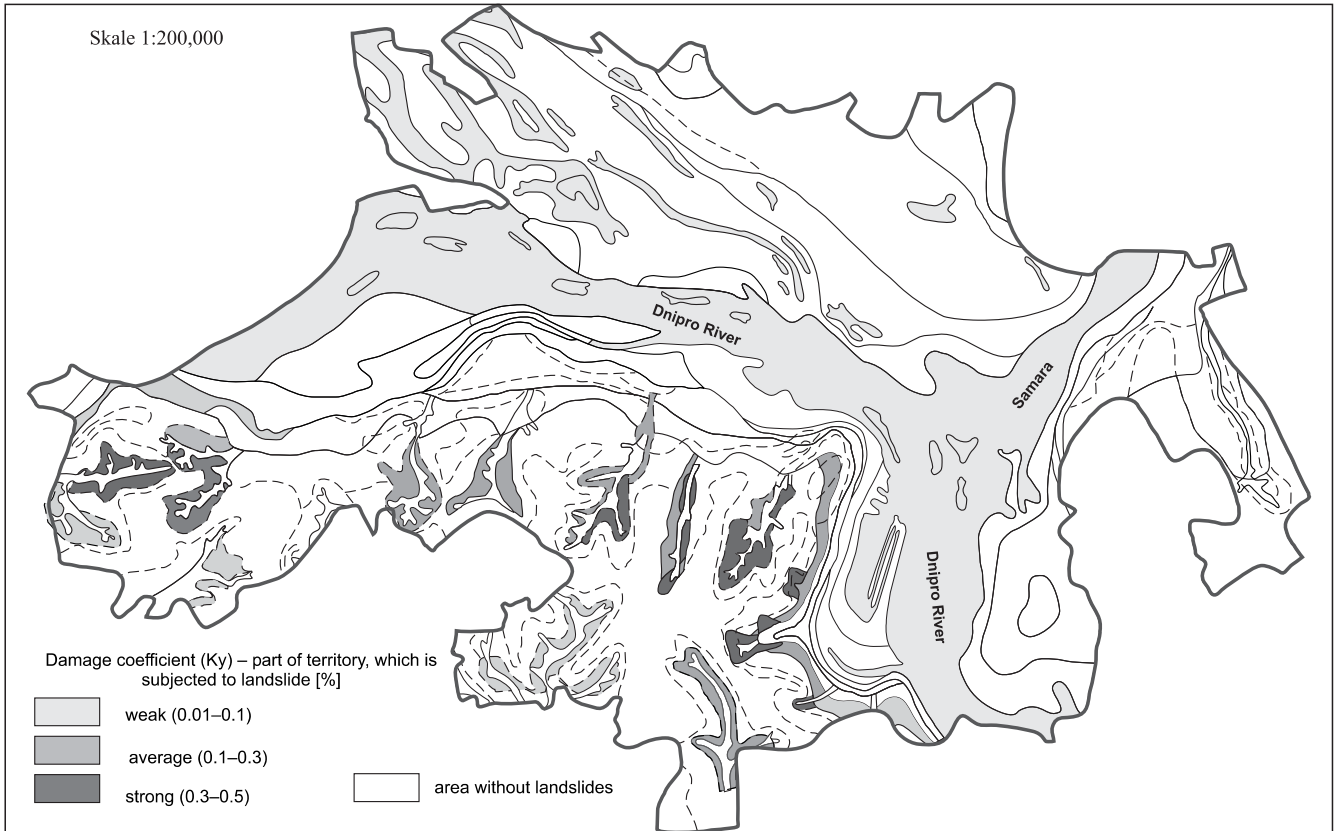 Skale 1:200,000
Dnipro River
Samara
Dnipro River
Damage coefficient (Ky) – part of territory, which is
subjected to landslide [%]
weak (0.01–0.1)
average (0.1–0.3)
strong (0.3–0.5)
area without landslides